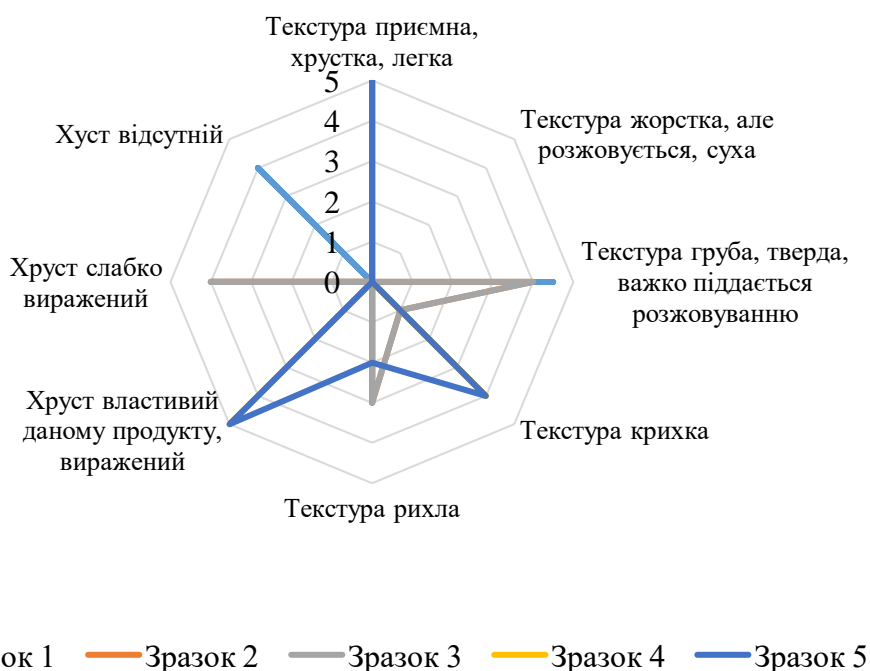 Текстура приємна,
хрустка, легка
Текстура жорстка, але
розжовується, суха
Текстура груба, тверда,
важко піддається
розжовуванню
Текстура крихка
Текстура рихла
Хруст властивий
даному продукту,
виражений
Хруст слабко
виражений
Хуст відсутній
5
4
3
2
1
0
ок 1
Зразок 2
Зразок 3
Зразок 4
Зразок 5